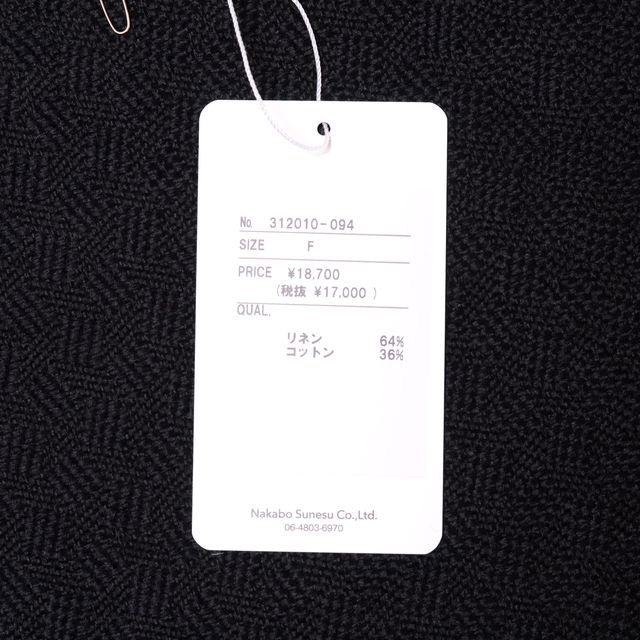 No. 312010-094
SIZE F
PRICE ¥18,700
(税抜 ¥17,000 )
QUAL.
リネン 64%
コットン 36%
Nakabo Sunesu Co.,Ltd.
06-4803-6970